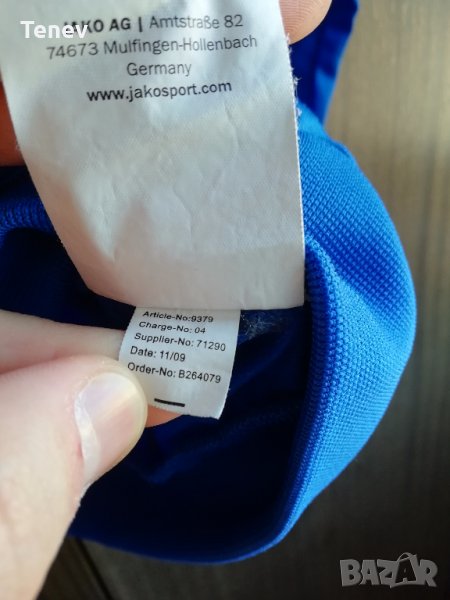 Tenev
JAKO AG | Amtstraße 82
74673 Mulfingen-Hollenbach
Germany
www.jakosport.com
Article-No:9379
Charge-No: 04
Supplier-No: 71290
Date: 11/09
Order-No: B264079
BAZAR